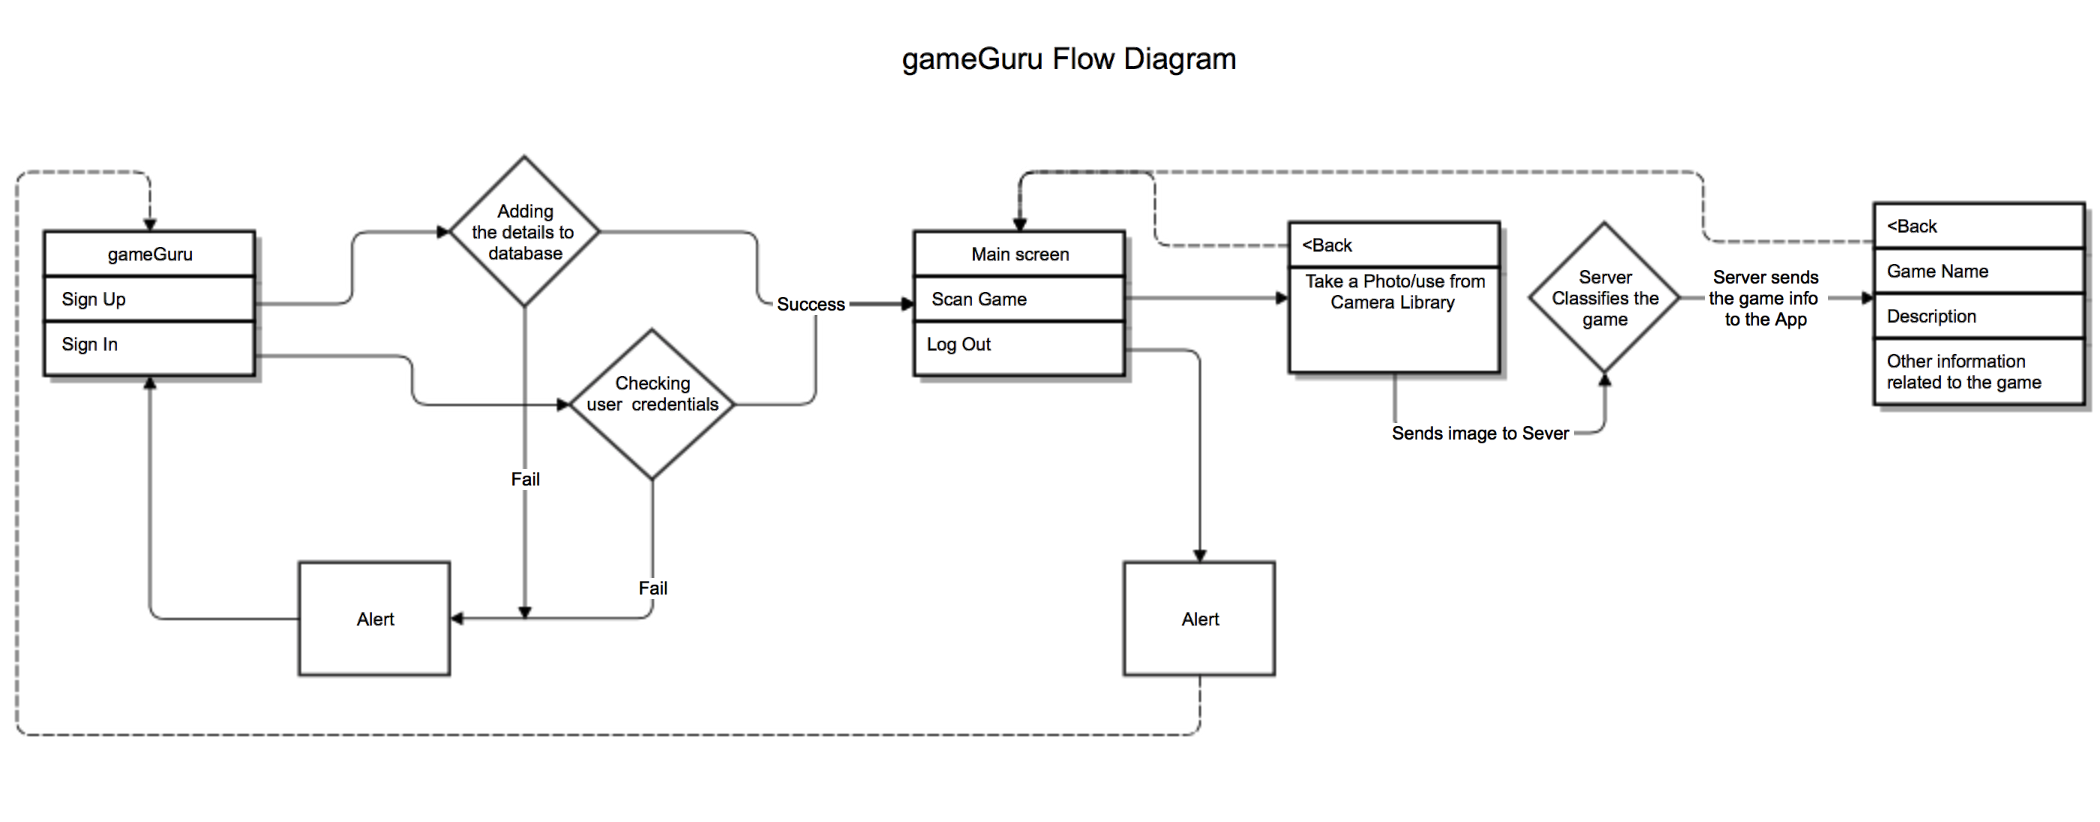 gameGuru Flow Diagram
gameGuru
Sign Up
Sign In
Adding
the details to
database
Checking
user credentials
Success
Fail
Fail
Alert
Main screen
Scan Game
Log Out
Alert
<Back
Take a Photo/use from
Camera Library
Sends image to Sever
Server
Classifies the
game
Server sends
the game info
to the App
<Back
Game Name
Description
Other information
related to the game